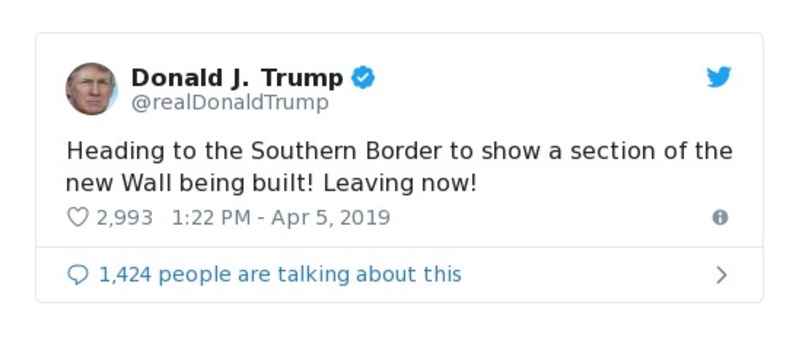 Donald J. Trump
@realDonaldTrump
Heading to the Southern Border to show a section of the
new Wall being built! Leaving now!
2,993 1:22 PM - Apr 5, 2019
1,424 people are talking about this